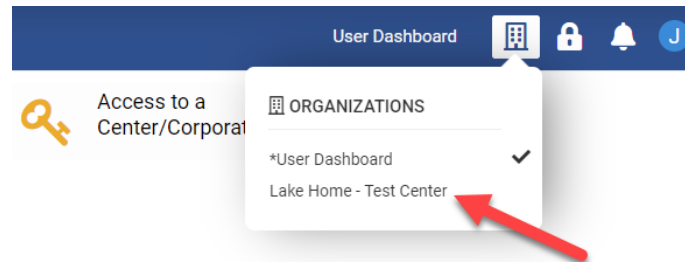 User Dashboard
J
Access to a
Center/Corporat
ORGANIZATIONS
*User Dashboard
Lake Home - Test Center